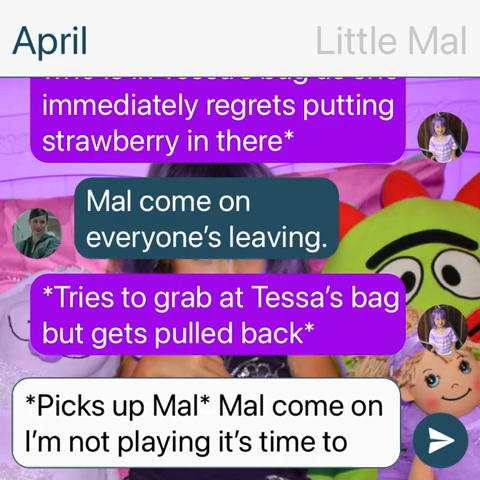 April
Little Mal
immediately regrets putting
strawberry in there*
Mal come on
everyone’s leaving.
*Tries to grab at Tessa’s bag
but gets pulled back*
*Picks up Mal* Mal come on
I’m not playing it’s time to